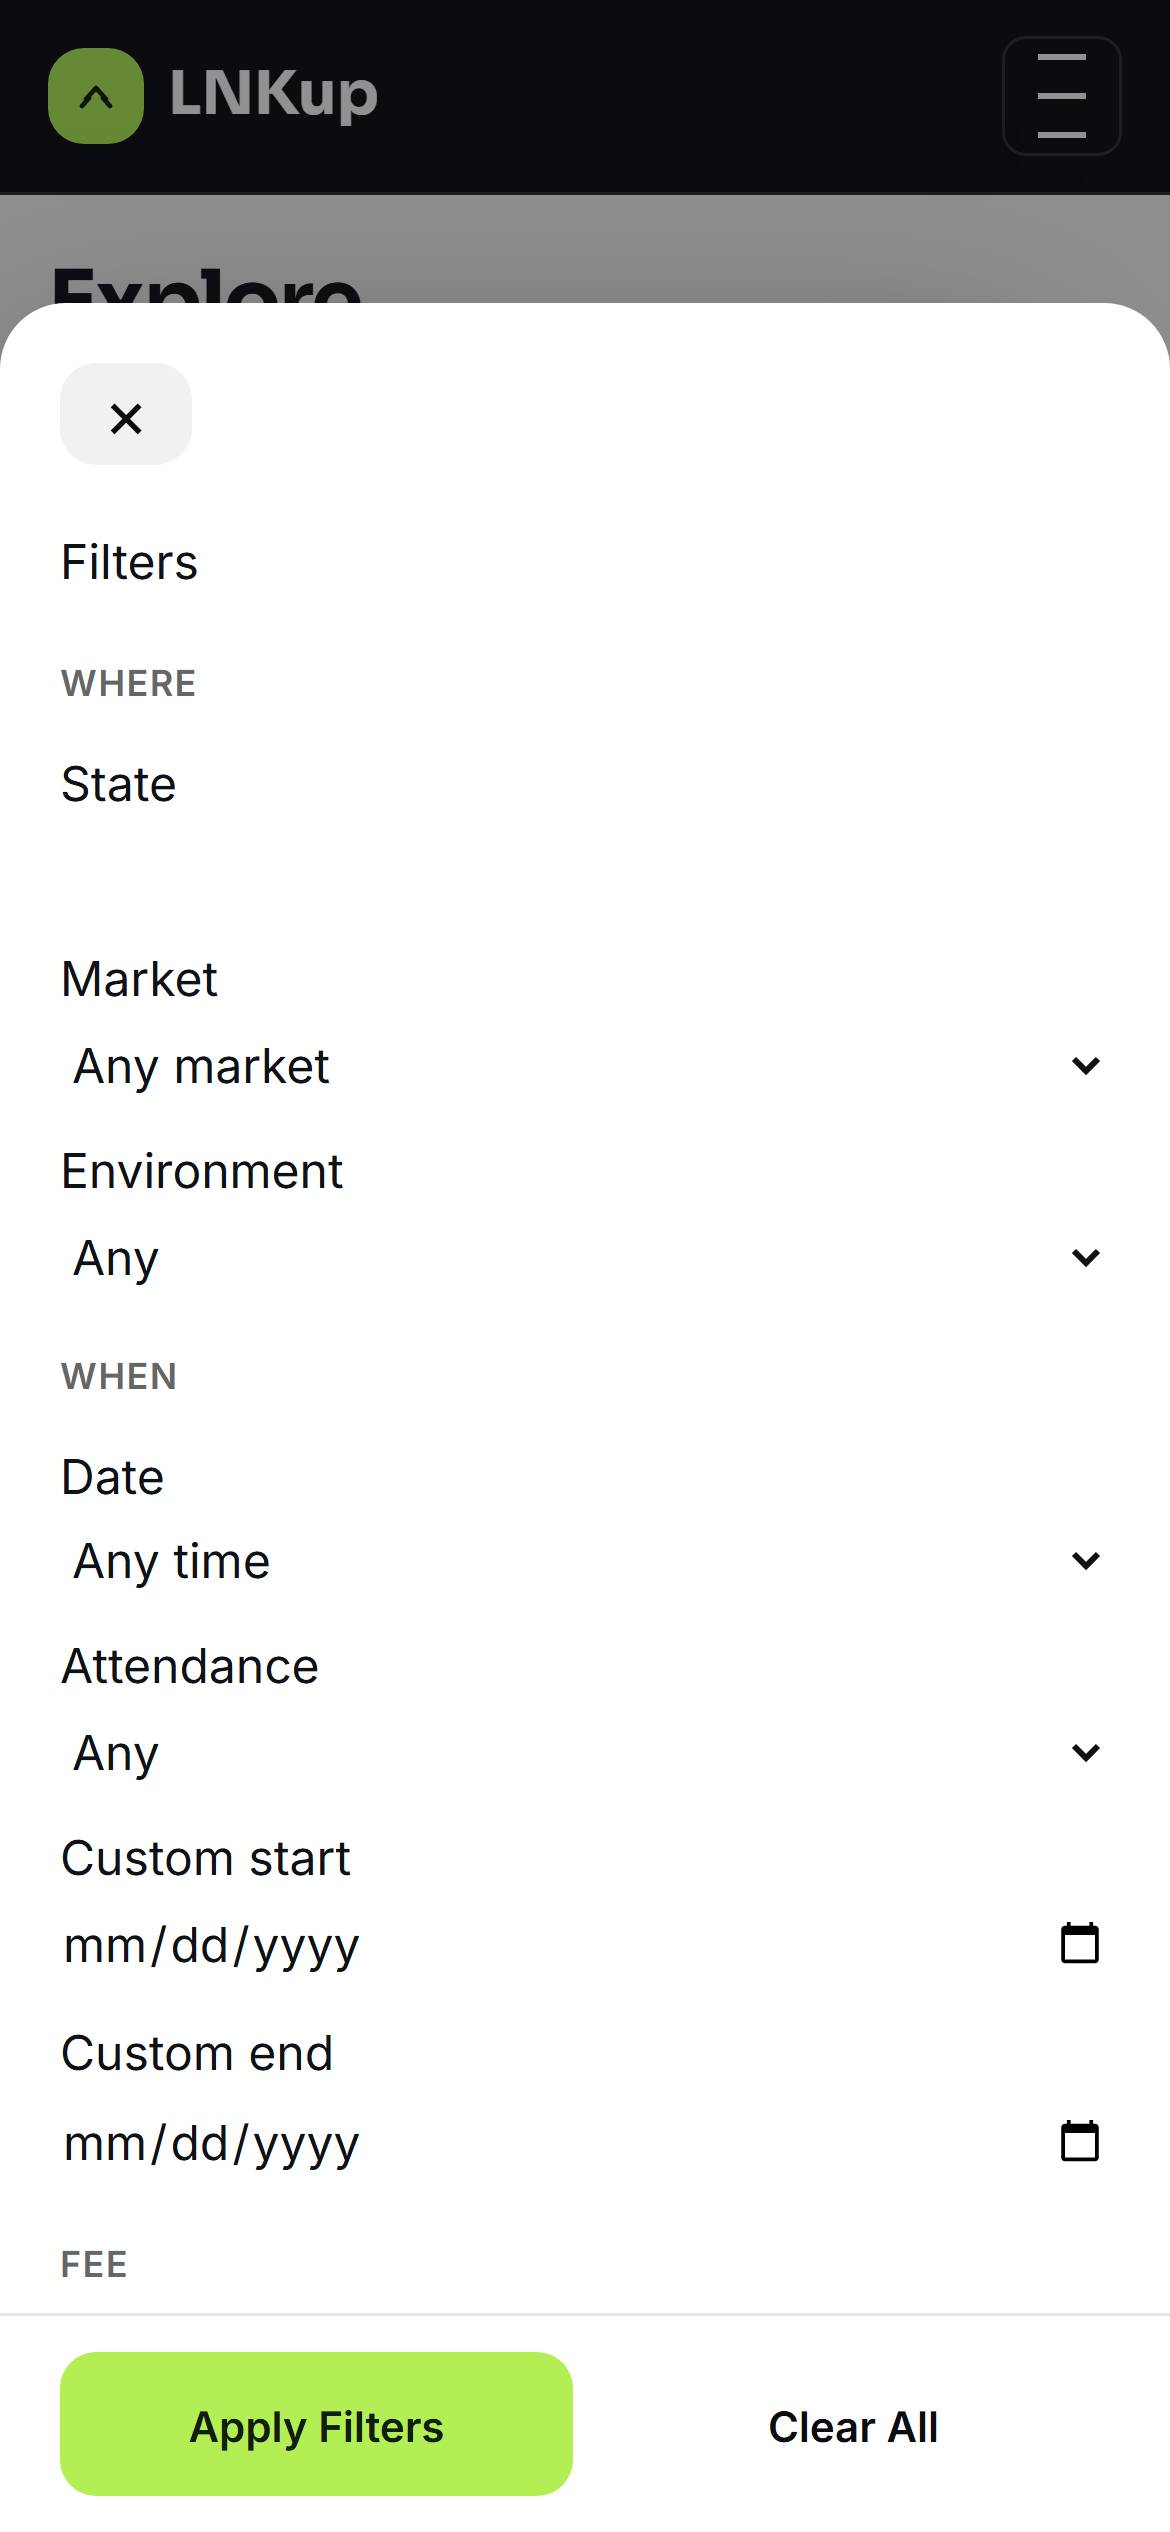 LNKup
Explore
Filters
WHERE
State
Market
Any market
Environment
Any
WHEN
Date
Any time
Attendance
Any
Custom start
mm/dd/yyyy
Custom end
mm/dd/yyyy
FEE
Apply Filters
Clear All